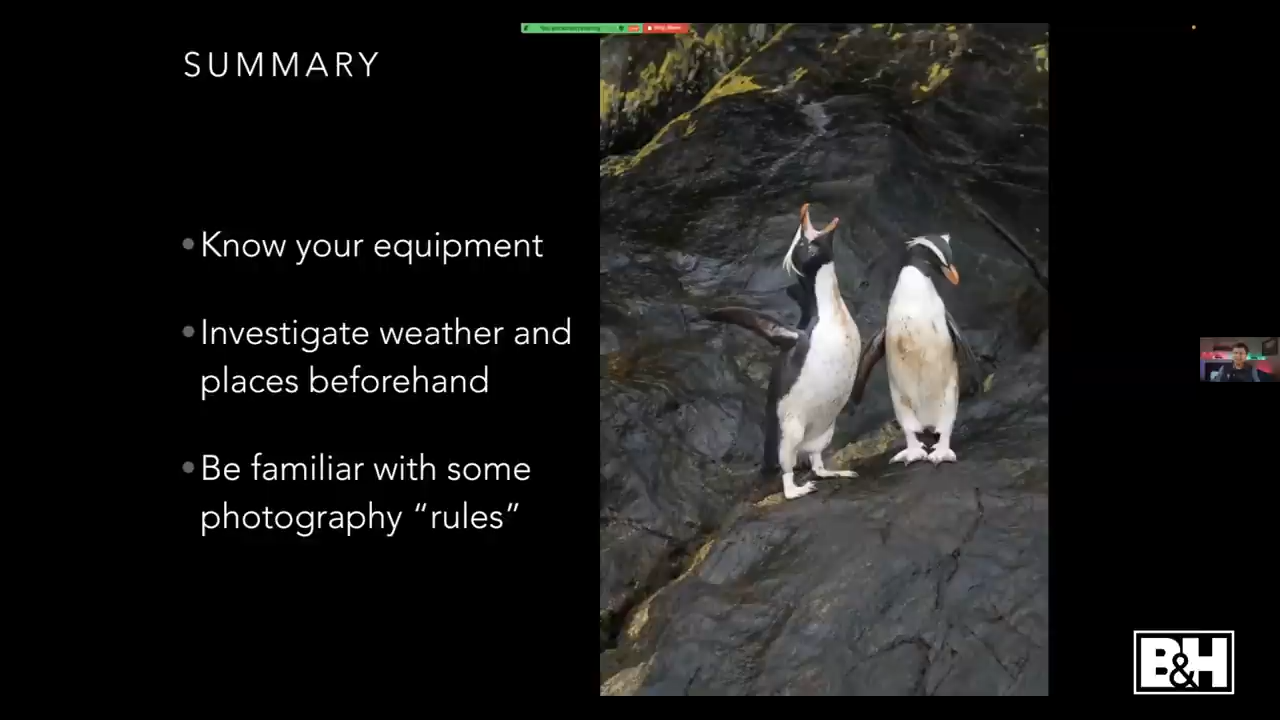 SUMMARY
•Know your equipment
•Investigate weather and
places beforehand
•Be familiar with some
photography “rules”
B&H